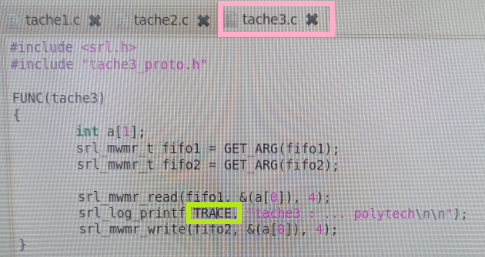 tache1.c ✖ tache2.c ✖ tache3.c ✖
#include <srl.h>
#include "tache3_proto.h"
FUNC(tache3)
{
int a[1];
srl_mwmr_t fifo1 = GET_ARG(fifo1);
srl_mwmr_t fifo2 = GET_ARG(fifo2);
srl_mwmr_read(fifo1, &(a[0]), 4);
srl_log_printf(TRACE, "tache3 : ... polytech\n\n");
srl_mwmr_write(fifo2, &(a[0]), 4);
}